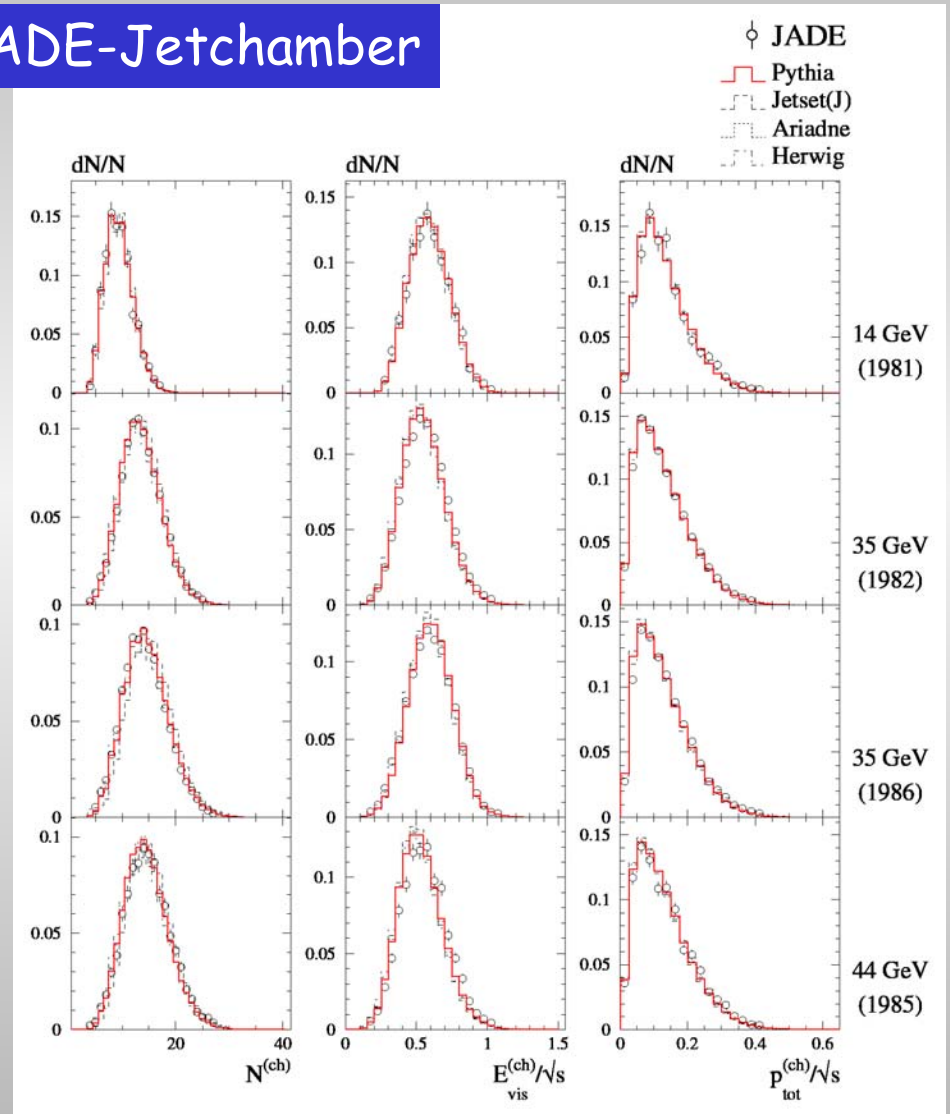 ADE-Jetchamber
JADE
Pythia
Jetset(J)
Ariadne
Herwig
dN/N
dN/N
dN/N
0.15
0.1
0.05
0
0.15
0.1
0.05
0
0.15
0.1
0.05
0
14 GeV
(1981)
0.1
0.05
0
0.1
0.05
0
0.15
0.1
0.05
0
35 GeV
(1982)
0.1
0.05
0
0.1
0.05
0
0.15
0.1
0.05
0
35 GeV
(1986)
0.1
0.05
0
0.1
0.05
0
0.15
0.1
0.05
0
44 GeV
(1985)
20 40
0 0.5 1 1.5
0 0.2 0.4 0.6
N(ch)
E(ch)vis/√s
p(ch)tot/√s